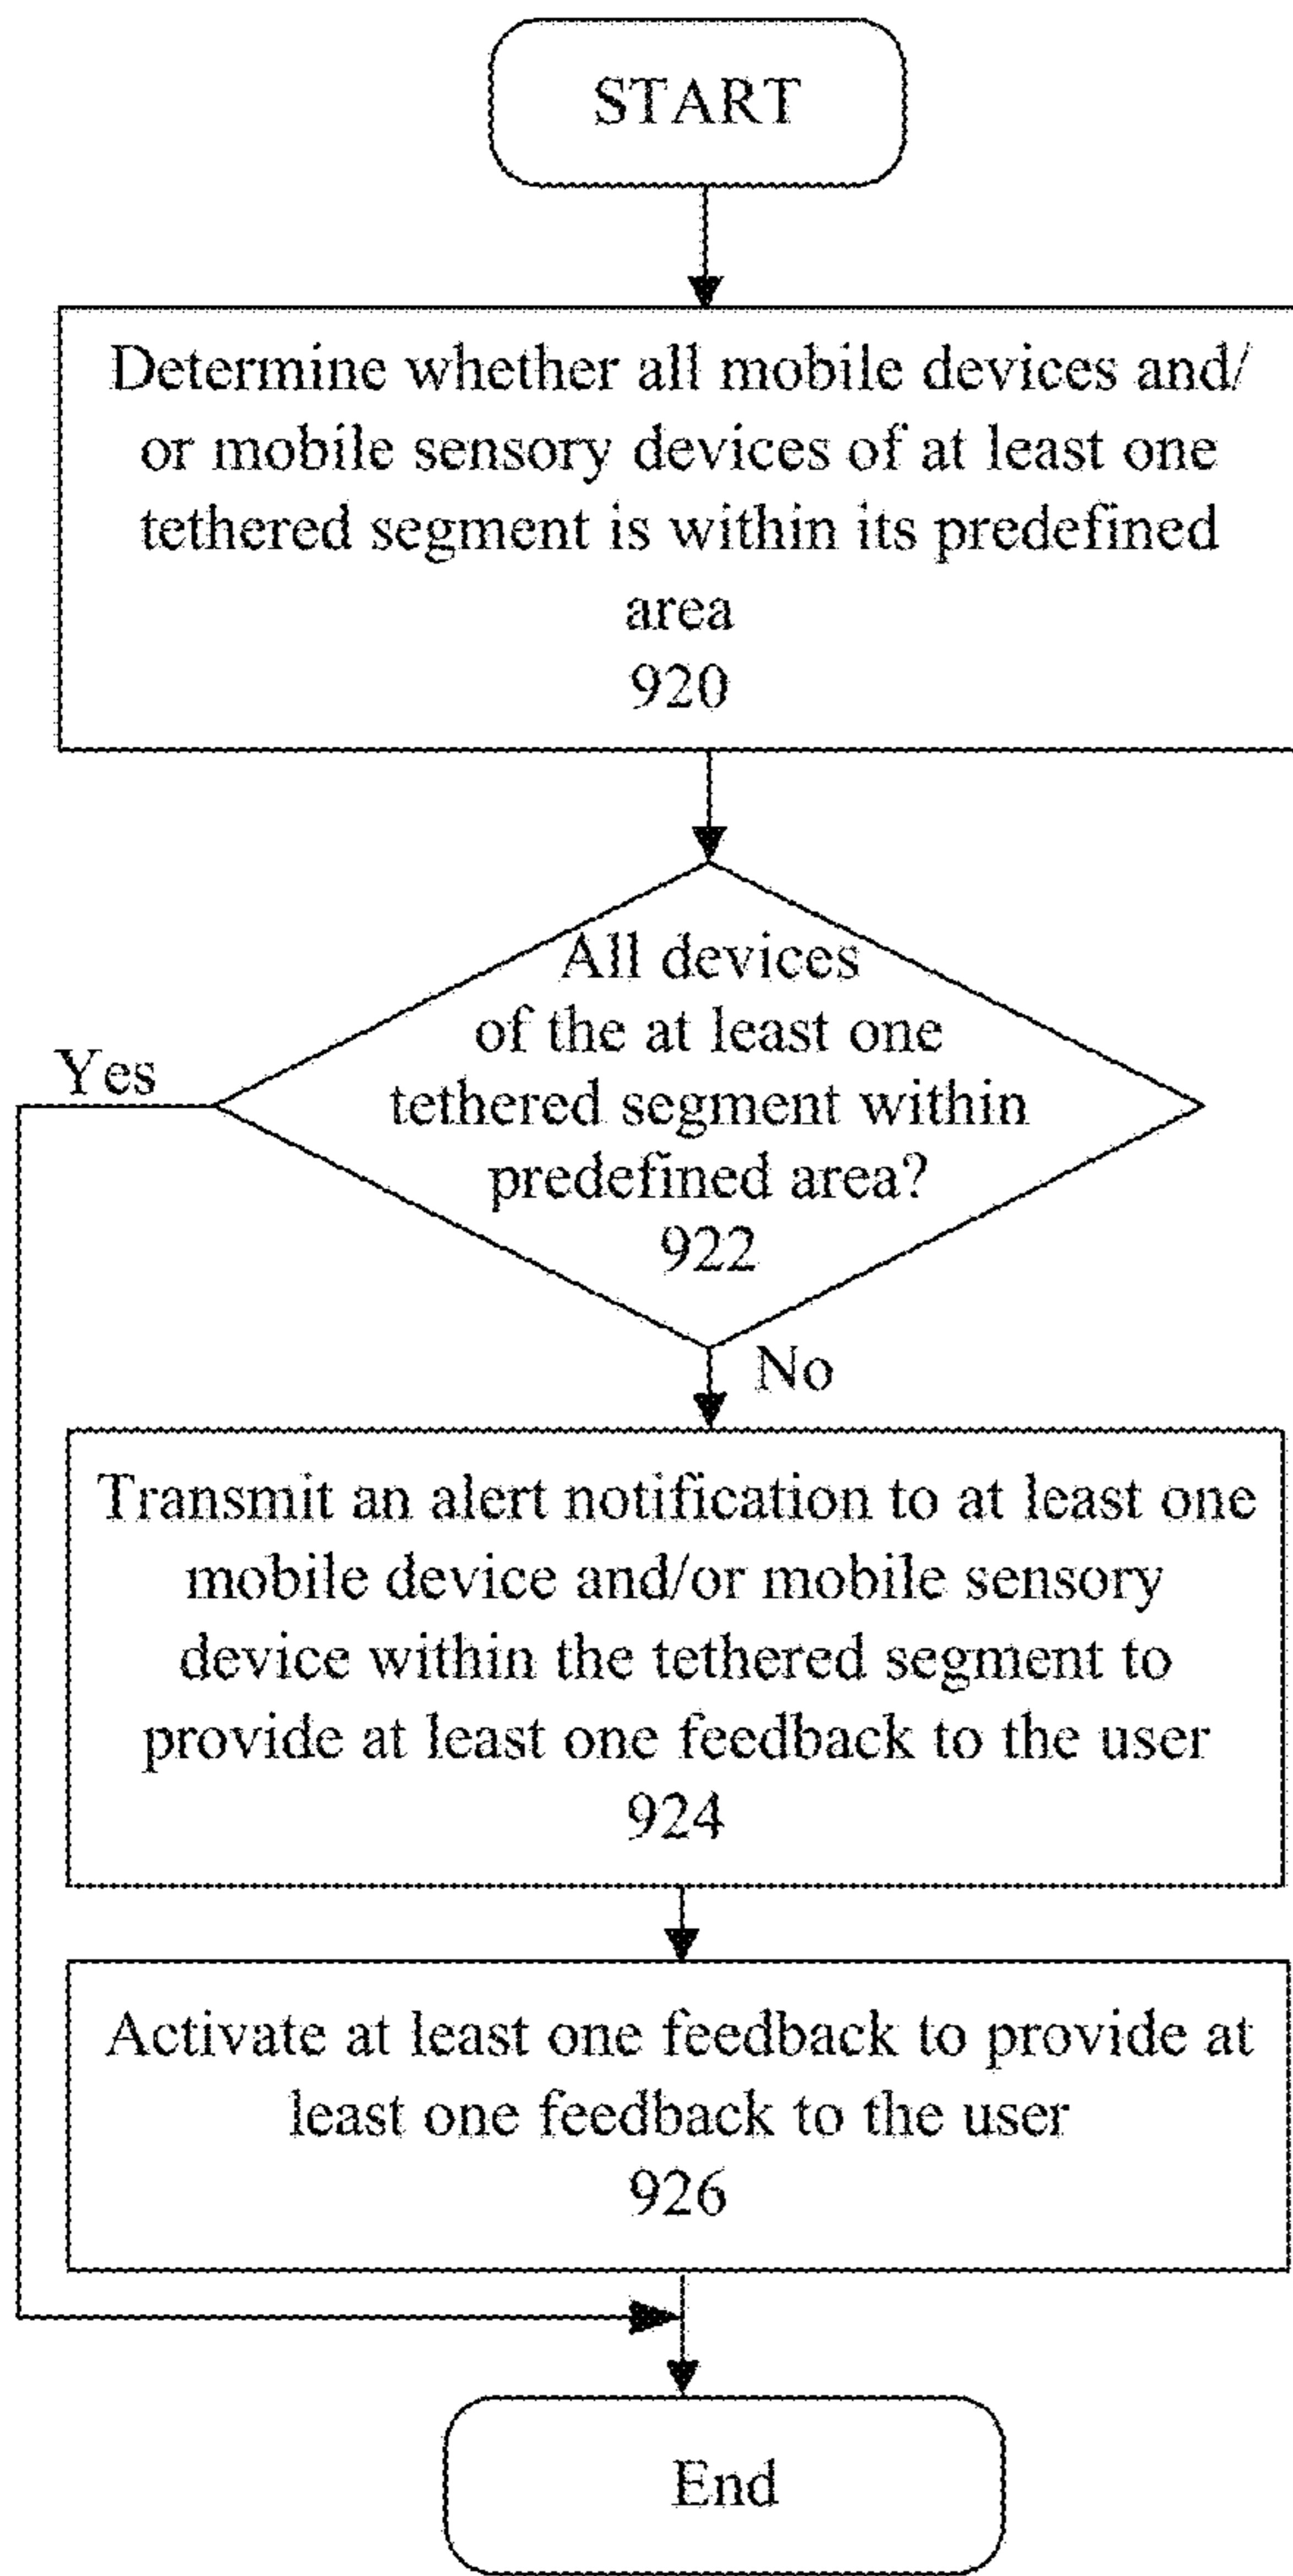 START
Determine whether all mobile devices and/
or mobile sensory devices of at least one
tethered segment is within its predefined
area
920
All devices
of the at least one
tethered segment within
predefined area?
922
Yes
No
Transmit an alert notification to at least one
mobile device and/or mobile sensory
device within the tethered segment to
provide at least one feedback to the user
924
Activate at least one feedback to provide at
least one feedback to the user
926
End